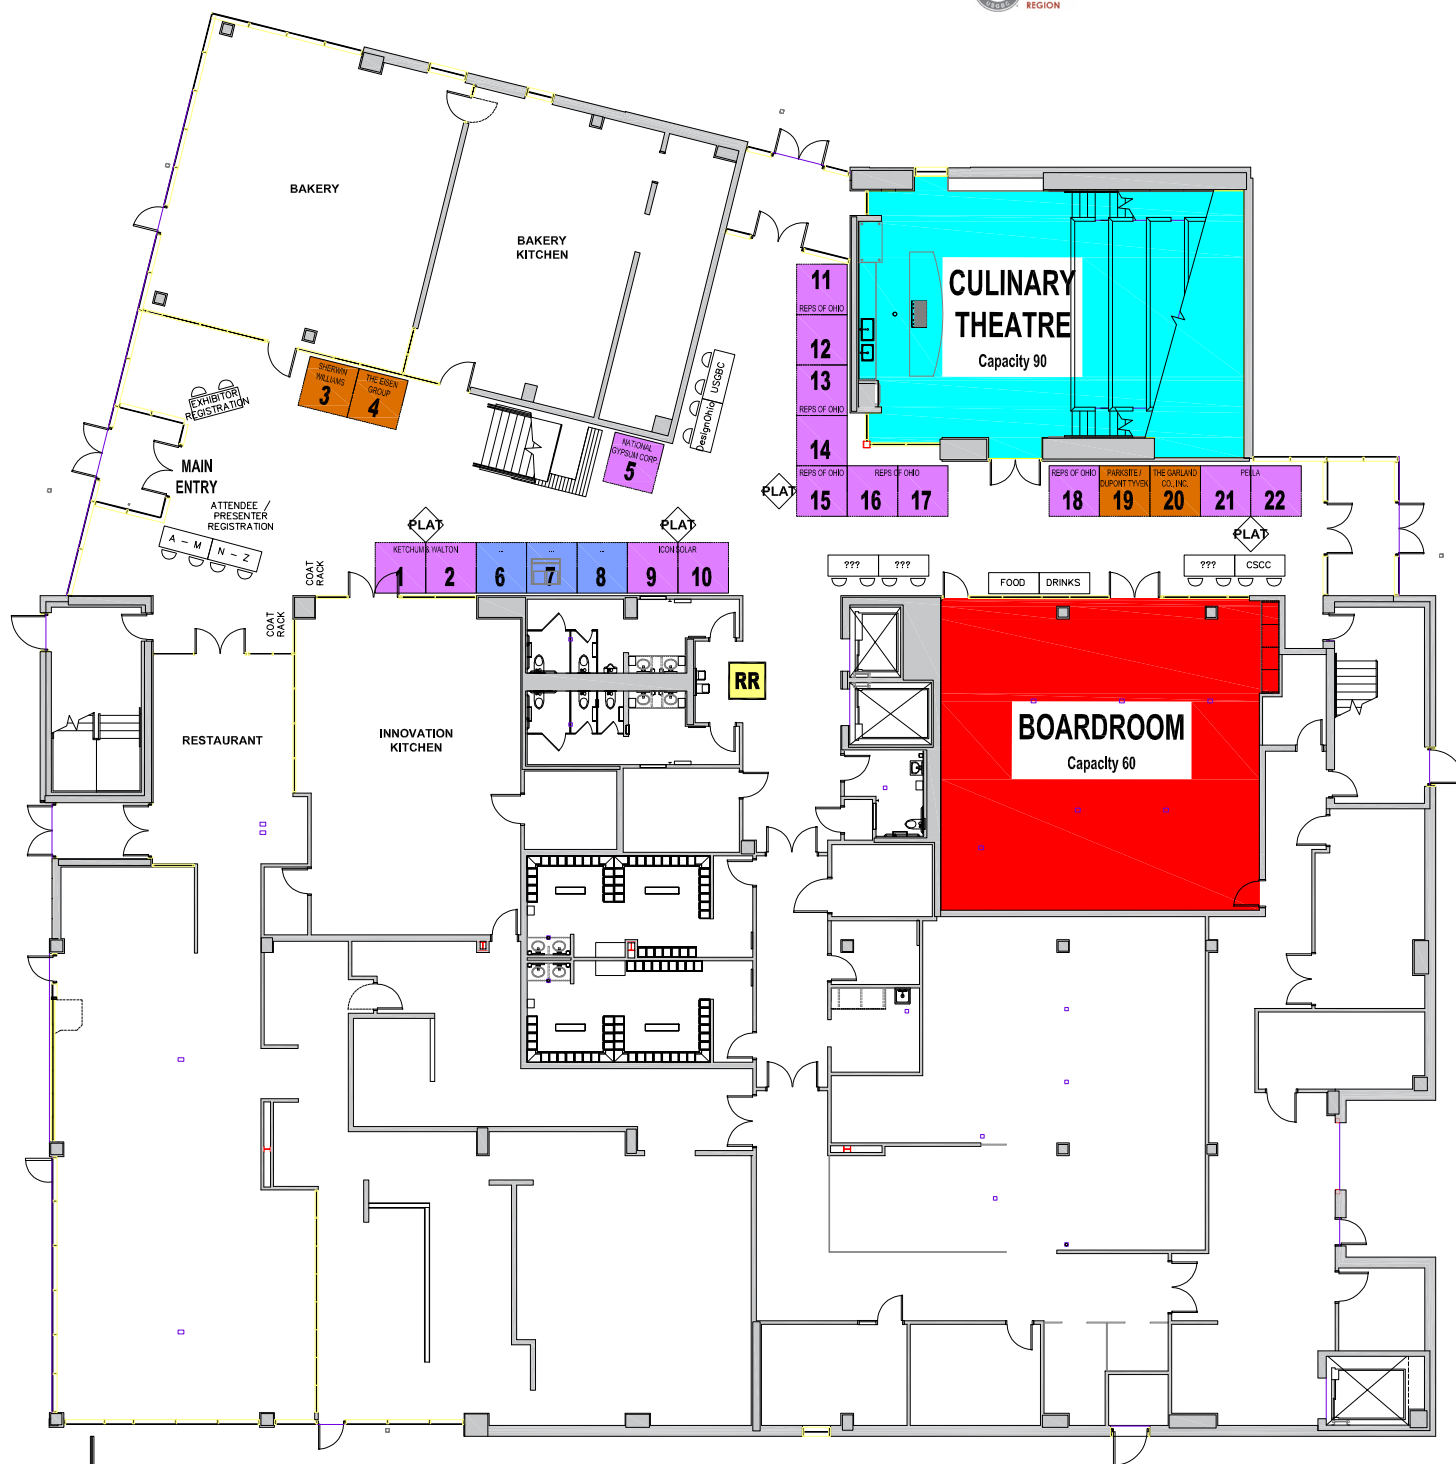 USGBC
REGION
BAKERY
BAKERY
KITCHEN
CULINARY
THEATRE
Capacity 90
11
REPS OF OHIO
12
13
REPS OF OHIO
14
SHERWIN
WILLIAMS
3
THE EISEN
GROUP
4
USGBC
DesignOhio
EXHIBITOR
REGISTRATION
NATIONAL
GYPSUM CORP
5
MAIN
ENTRY
ATTENDEE /
PRESENTER
REGISTRATION
A - M
N - Z
PLAT
REPS OF OHIO
15
REPS OF OHIO
16
17
REPS OF OHIO
18
PARKSITE /
DUPONT TYVEK
19
THE GARLAND
CO., INC.
20
PELLA
21
22
PLAT
PLAT
PLAT
KETCHUM & WALTON
1
2
...
6
...
7
...
8
ICON SOLAR
9
10
COAT
RACK
COAT
RACK
???
???
FOOD
DRINKS
???
CSCC
RR
RESTAURANT
INNOVATION
KITCHEN
BOARDROOM
Capacity 60